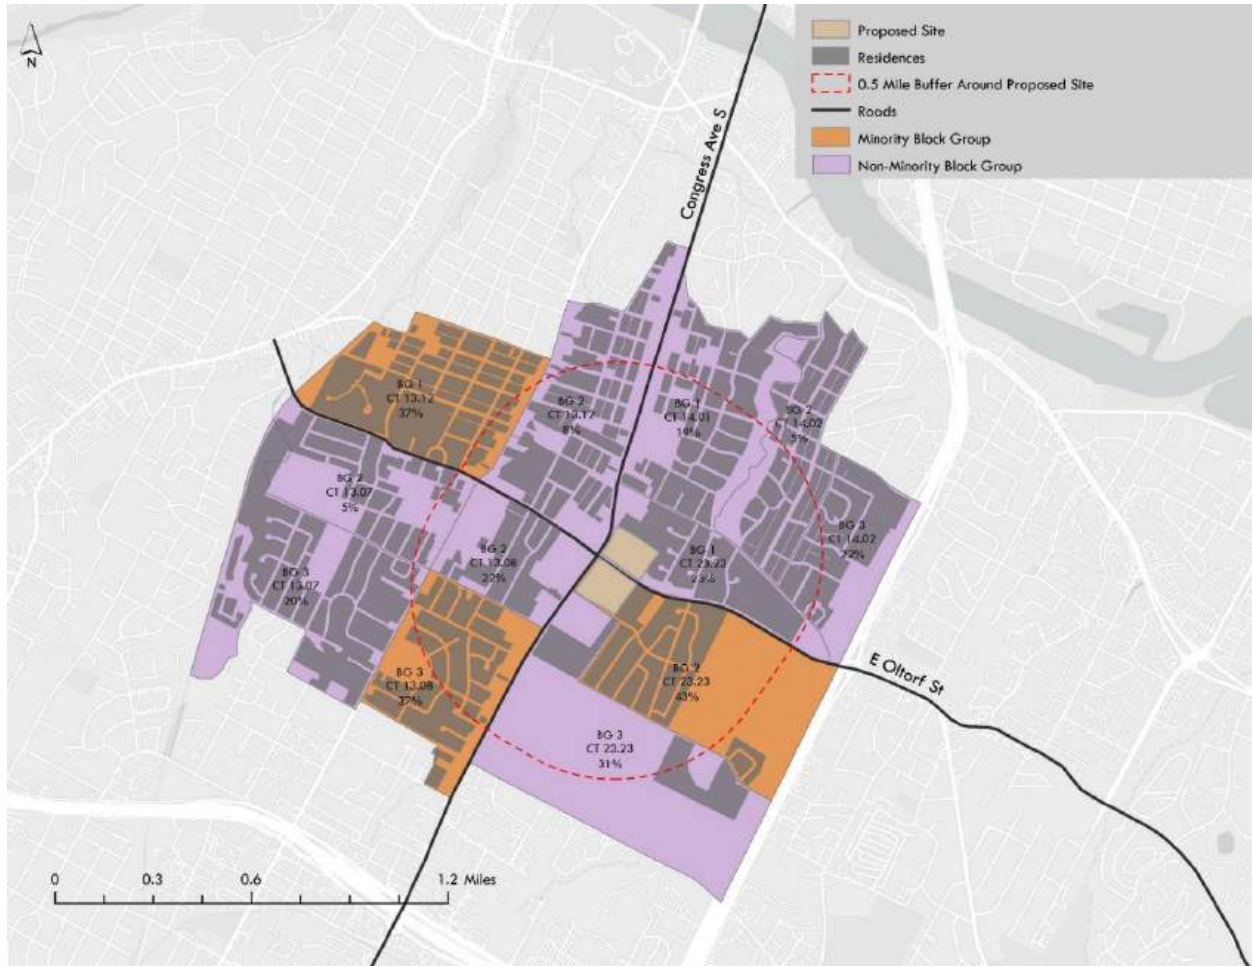 N
Proposed Site
Residences
0.5 Mile Buffer Around Proposed Site
Roads
Minority Block Group
Non-Minority Block Group
Congress Ave S
BG 1
CT 13.12
37%
BG 2
CT 13.12
8%
BG 1
CT 14.01
19%
BG 2
CT 14.02
5%
BG 2
CT 13.07
5%
BG 2
CT 13.08
22%
BG 1
CT 23.23
23%
BG 3
CT 14.02
22%
BG 3
CT 13.07
20%
BG 3
CT 13.08
37%
BG 2
CT 23.23
43%
BG 3
CT 23.23
31%
E Oltorf St
0 0.3 0.6 1.2 Miles